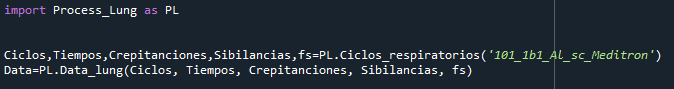 import Process_Lung as PL
Ciclos,Tiempos,Crepitanciones,Sibilancias,fs=PL.Ciclos_respiratorios('101_1b1_Al_sc_Meditron')
Data=PL.Data_lung(Ciclos, Tiempos, Crepitanciones, Sibilancias, fs)